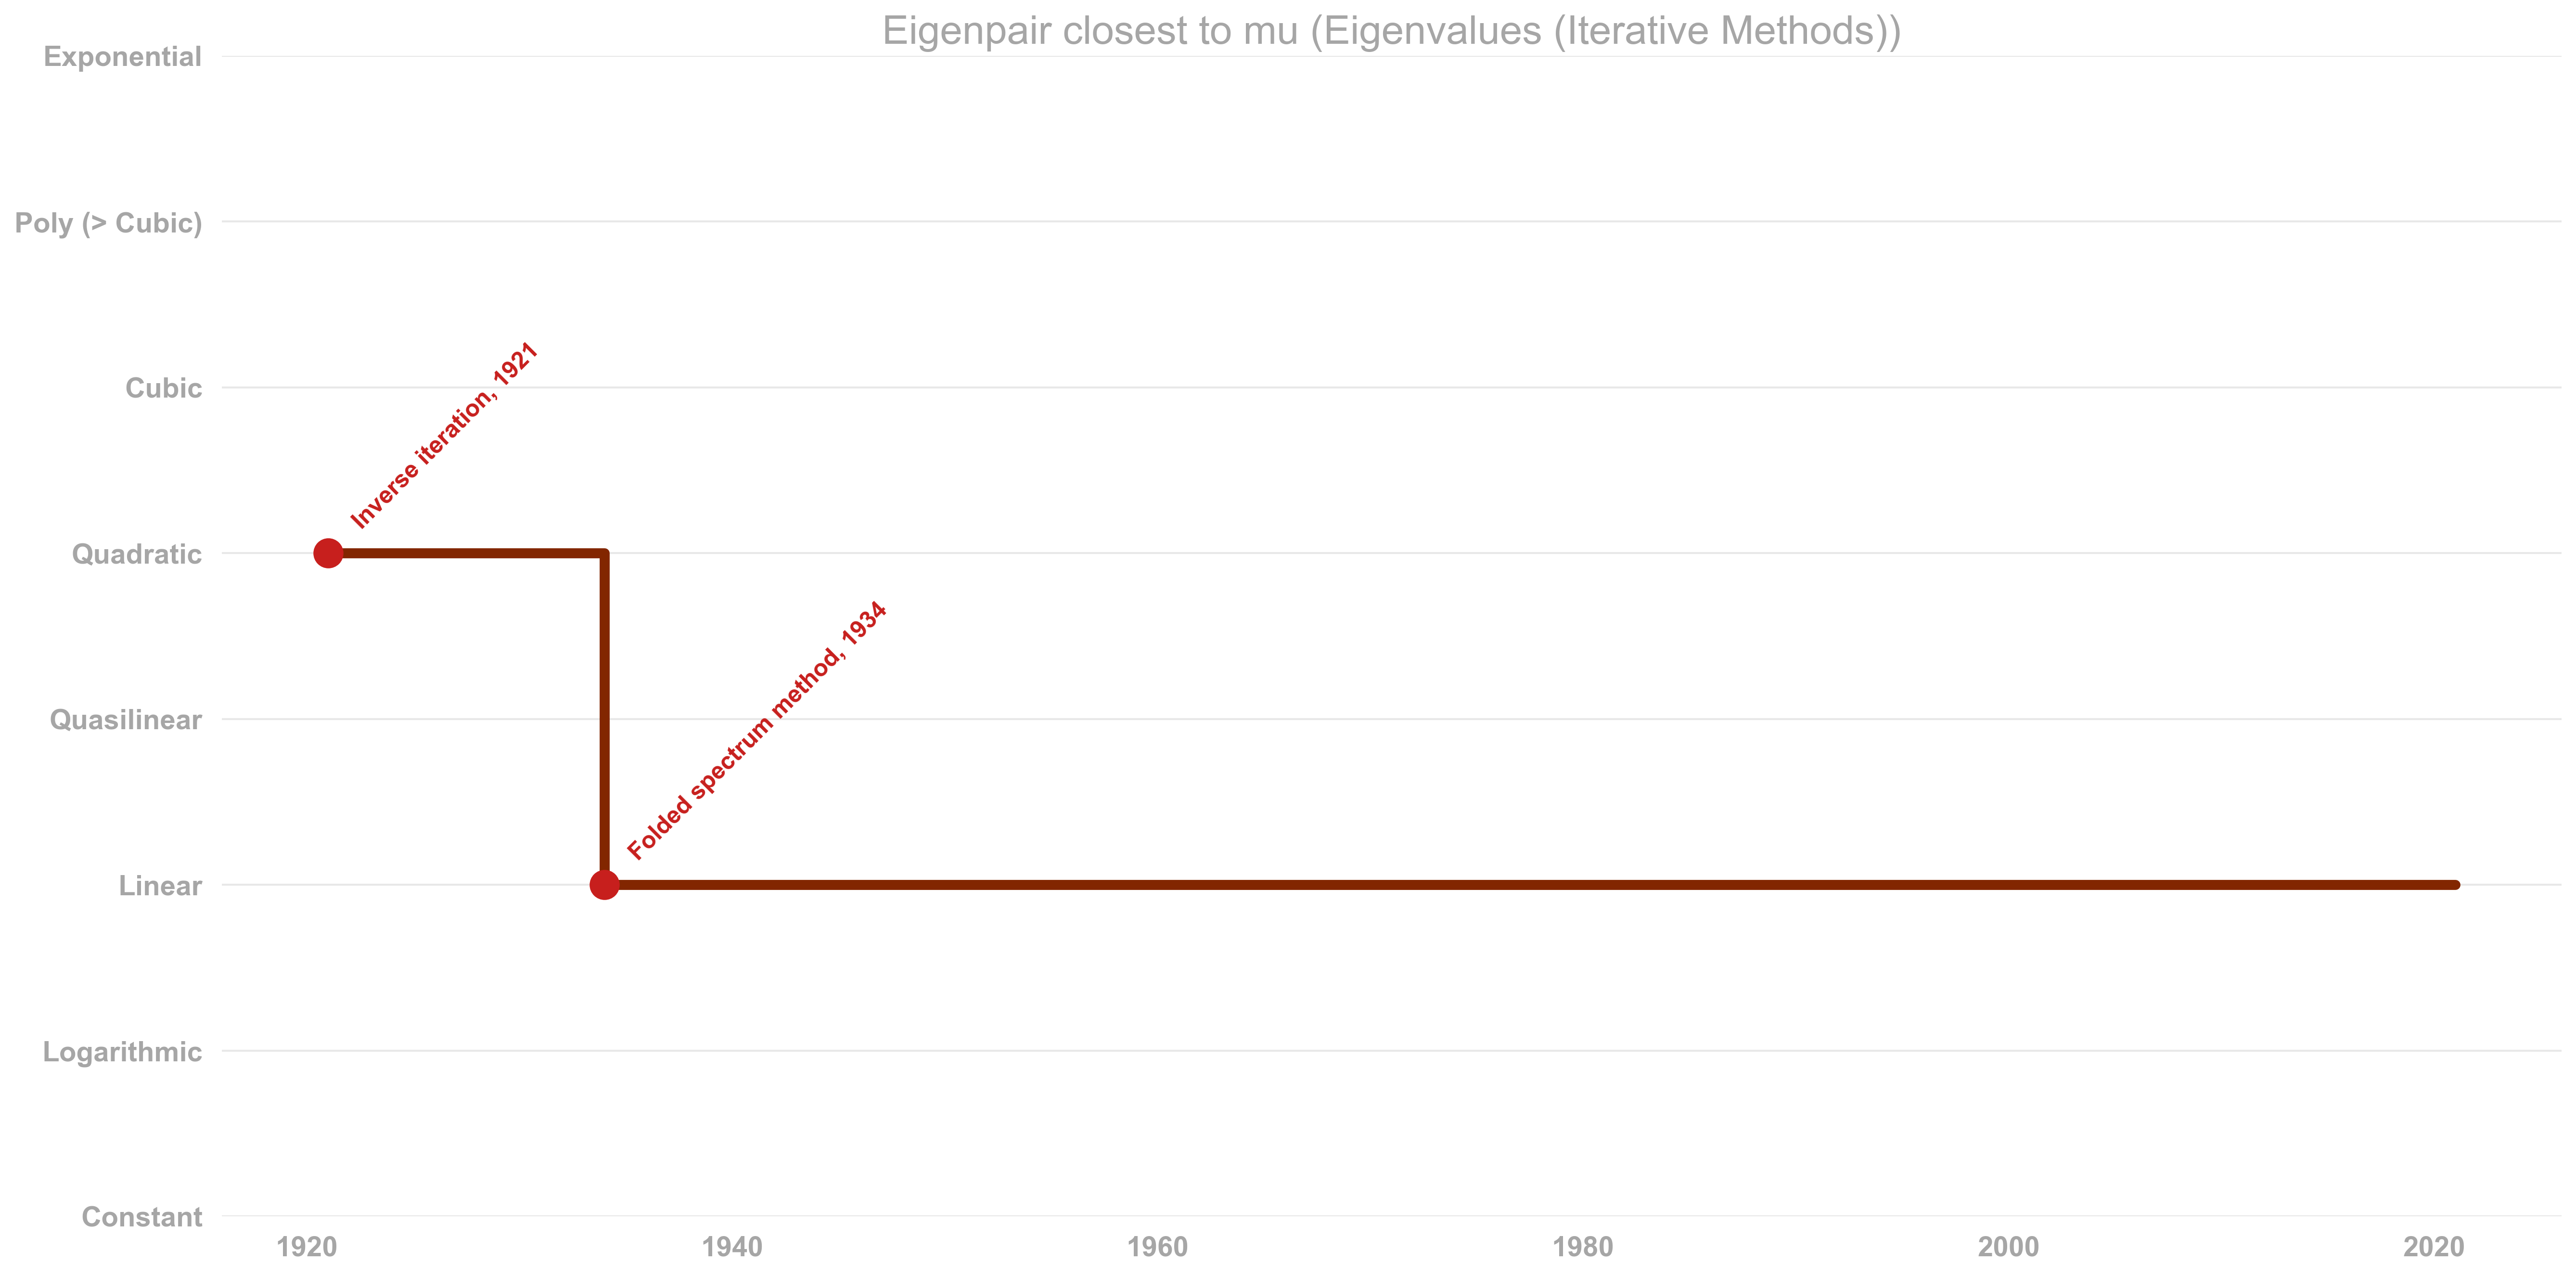 Eigenpair closest to mu (Eigenvalues (Iterative Methods))
Exponential
Poly (> Cubic)
Cubic
Quadratic
Quasilinear
Linear
Logarithmic
Constant
Inverse iteration, 1921
Folded spectrum method, 1934
1920 1940 1960 1980 2000 2020